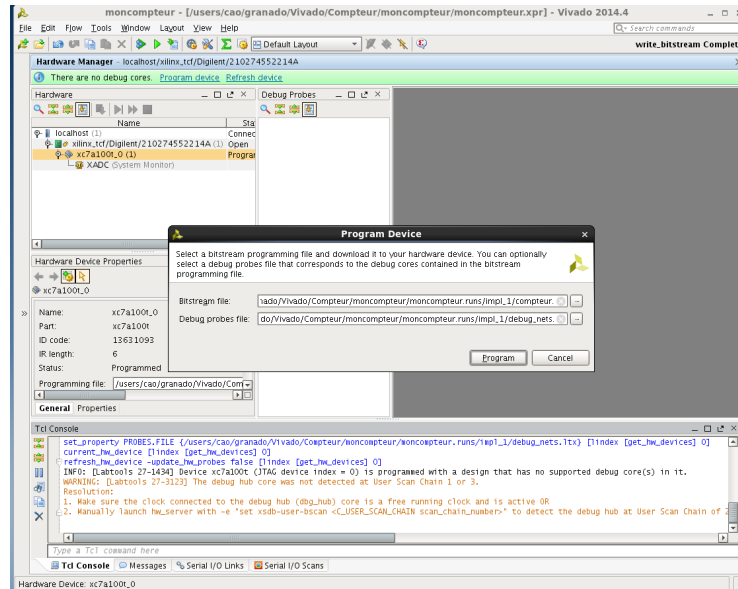 moncompteur - [/users/cao/granado/Vivado/Compteur/moncompteur/moncompteur.xpr] - Vivado 2014.4
File Edit Flow Tools Window Layout View Help
Search commands
Default Layout
write_bitstream Complet
Hardware Manager - localhost/xilinx_tcf/Digilent/210274552214A
There are no debug cores. Program device Refresh device
Hardware
Debug Probes
Name Sta
localhost (1) Connec
xilinx_tcf/Digilent/210274552214A (1) Open
xc7a100t_0 (1) Prograr
XADC (System Monitor)
Program Device
Select a bitstream programming file and download it to your hardware device. You can optionally
select a debug probes file that corresponds to the debug cores contained in the bitstream
programming file.
Bitstream file: nado/Vivado/Compteur/moncompteur/moncompteur.runs/impl_1/compteur.
Debug probes file: do/Vivado/Compteur/moncompteur/moncompteur.runs/impl_1/debug_nets.
Program Cancel
Hardware Device Properties
xc7a100t_0
Name: xc7a100t_0
Part: xc7a100t
ID code: 13631093
IR length: 6
Status: Programmed
Programming file: /users/cao/granado/Vivado/Com
General Properties
Tcl Console
set_property PROBES.FILE {/users/cao/granado/Vivado/Compteur/moncompteur/moncompteur.runs/impl_1/debug_nets.ltx} [lindex [get_hw_devices] 0]
current_hw_device [lindex [get_hw_devices] 0]
refresh_hw_device -update_hw_probes false [lindex [get_hw_devices] 0]
INFO: [Labtools 27-1434] Device xc7a100t (JTAG device index = 0) is programmed with a design that has no supported debug core(s) in it.
WARNING: [Labtools 27-3123] The debug hub core was not detected at User Scan Chain 1 or 3.
Resolution:
1. Make sure the clock connected to the debug hub (dbg_hub) core is a free running clock and is active OR
2. Manually launch hw_server with -e "set xsdb-user-bscan <C_USER_SCAN_CHAIN scan_chain_number>" to detect the debug hub at User Scan Chain of 2
Type a Tcl command here
Tcl Console Messages Serial I/O Links Serial I/O Scans
Hardware Device: xc7a100t_0